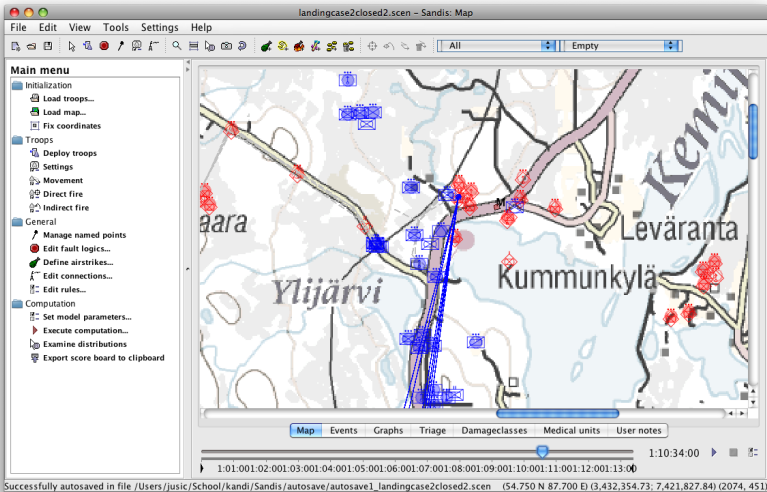 landingcase2closed2.scen - Sandis: Map
File Edit View Tools Settings Help
All Empty
Main menu
Initialization
Load troops...
Load map...
Fix coordinates
Troops
Deploy troops
Settings
Movement
Direct fire
Indirect fire
General
Manage named points
Edit fault logics...
Define airstrikes...
Edit connections...
Edit rules...
Computation
Set model parameters...
Execute computation...
Examine distributions
Export score board to clipboard
Kemi
M
aara
Leväranta
Kummunkylä
Ylijärvi
Map Events Graphs Triage Damageclasses Medical units User notes
1:10:34:00
1:01:001:02:001:03:001:04:001:05:001:06:001:07:001:08:001:09:001:10:001:11:001:12:001:13:00
Successfully autosaved in file /Users/jusic/School/kandi/Sandis/autosave/autosave1_landingcase2closed2.scen (54.750 N 87.700 E) (3,432,354.73; 7,421,827.84) (2074, 451)